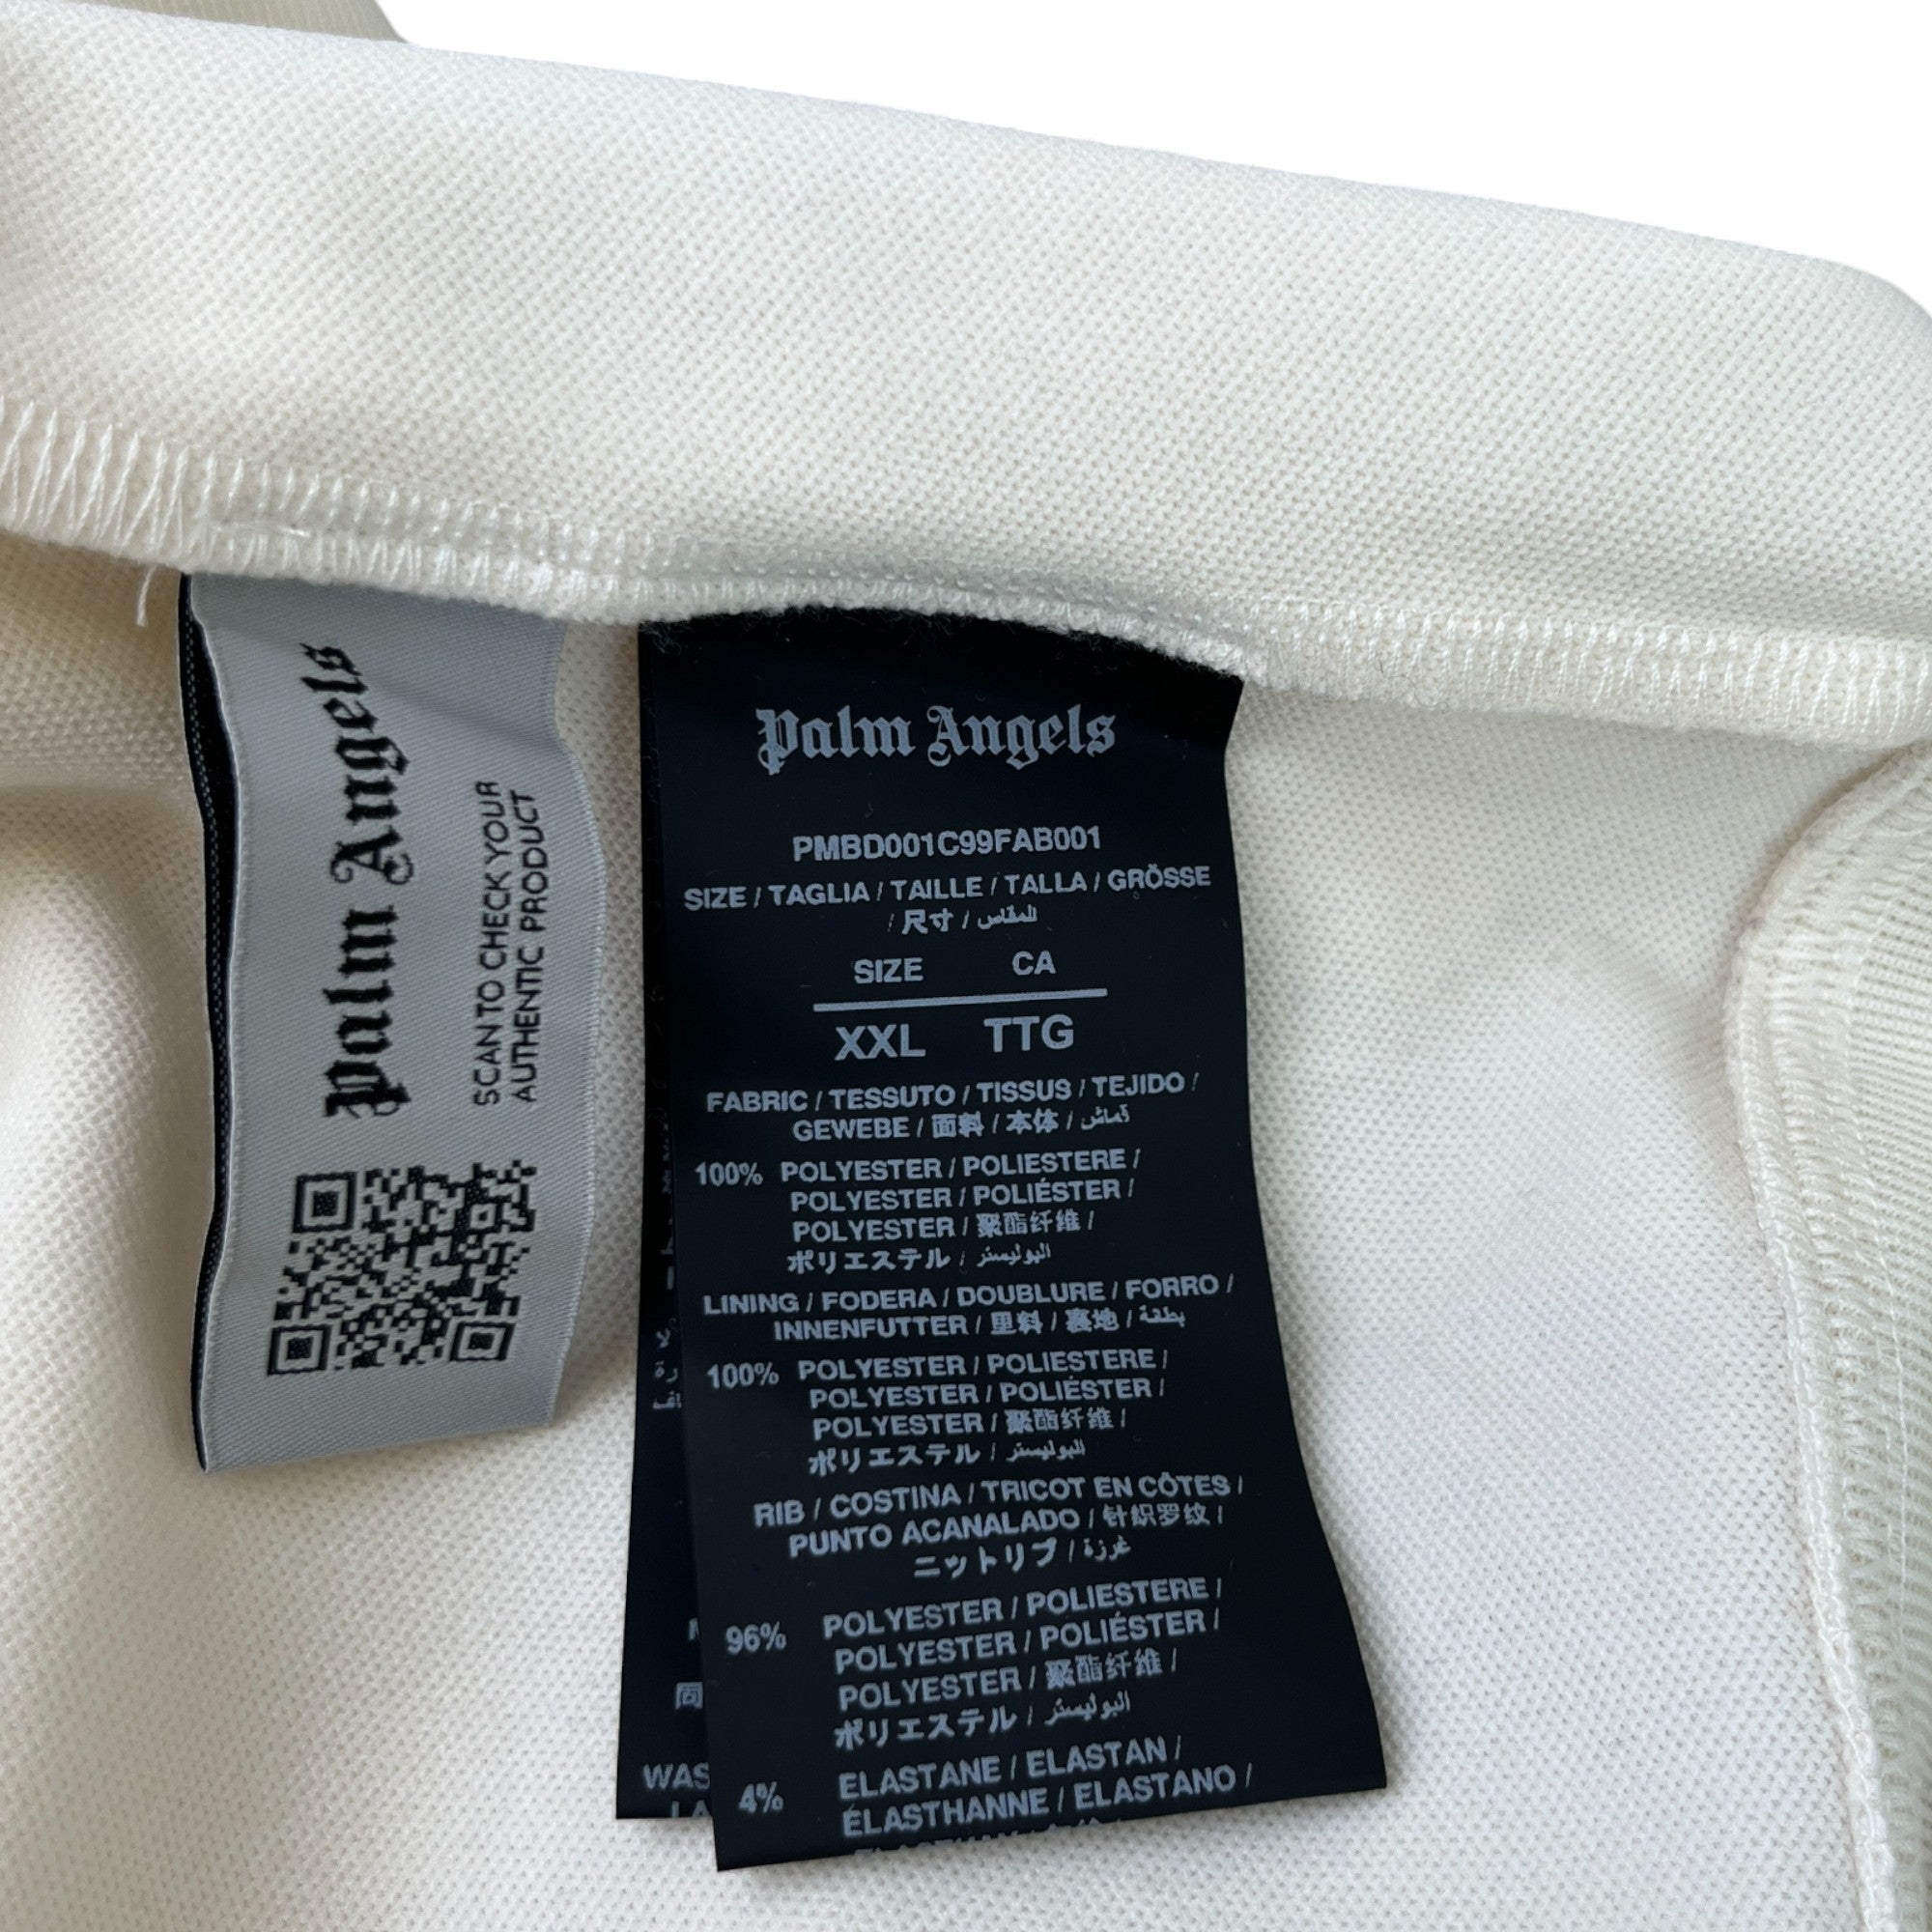 Palm Angels
SCAN TO CHECK YOUR
AUTHENTIC PRODUCT
Palm Angels
PMBD001C99FAB001
SIZE / TAGLIA / TAILLE / TALLA / GRÖSSE
/ 尺寸 / المقاس
SIZE CA
XXL TTG
FABRIC / TESSUTO / TISSUS / TEJIDO /
GEWEBE / 面料 / 本体 / قماش
100% POLYESTER / POLIESTERE /
POLYESTER / POLIÉSTER /
POLYESTER / 聚酯纤维 /
ポリエステル / البوليستر
LINING / FODERA / DOUBLURE / FORRO /
INNENFUTTER / 里料 / 裏地 / بطقة
100% POLYESTER / POLIESTERE /
POLYESTER / POLIÉSTER /
POLYESTER / 聚酯纤维 /
ポリエステル / البوليستر
RIB / COSTINA / TRICOT EN CÔTES /
PUNTO ACANALADO / 针织罗纹 /
ニットリブ / غرزة
96% POLYESTER / POLIESTERE /
POLYESTER / POLIÉSTER /
POLYESTER / 聚酯纤维 /
ポリエステル / البوليستر
4% ELASTANE / ELASTAN /
ÉLASTHANNE / ELASTANO /
WAS
LA